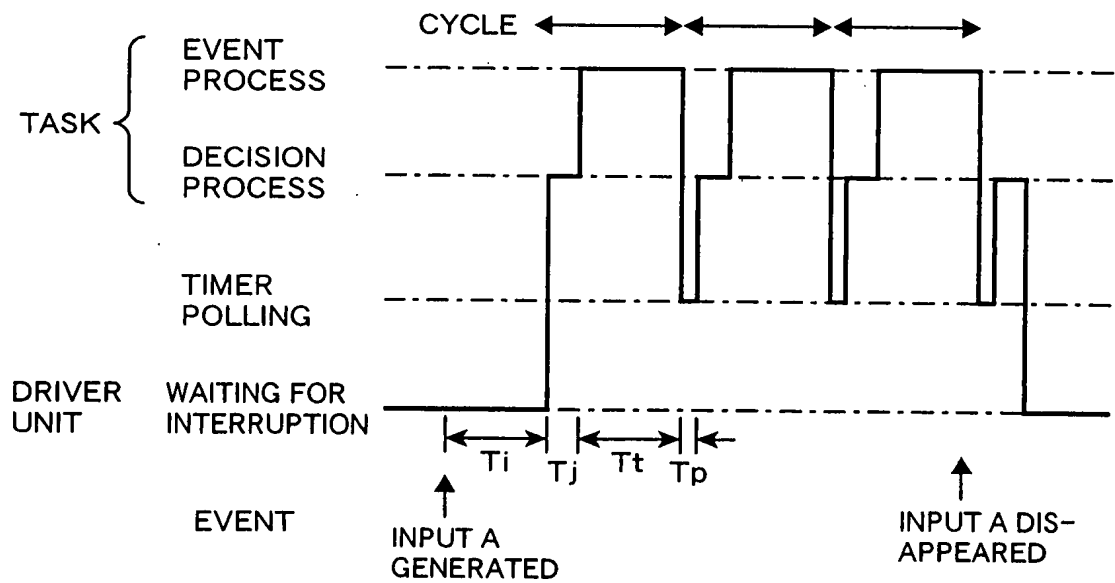 CYCLE
EVENT
PROCESS
TASK
DECISION
PROCESS
TIMER
POLLING
DRIVER
UNIT
WAITING FOR
INTERRUPTION
Ti
Tj
Tt
Tp
EVENT
INPUT A
GENERATED
INPUT A DIS-
APPEARED